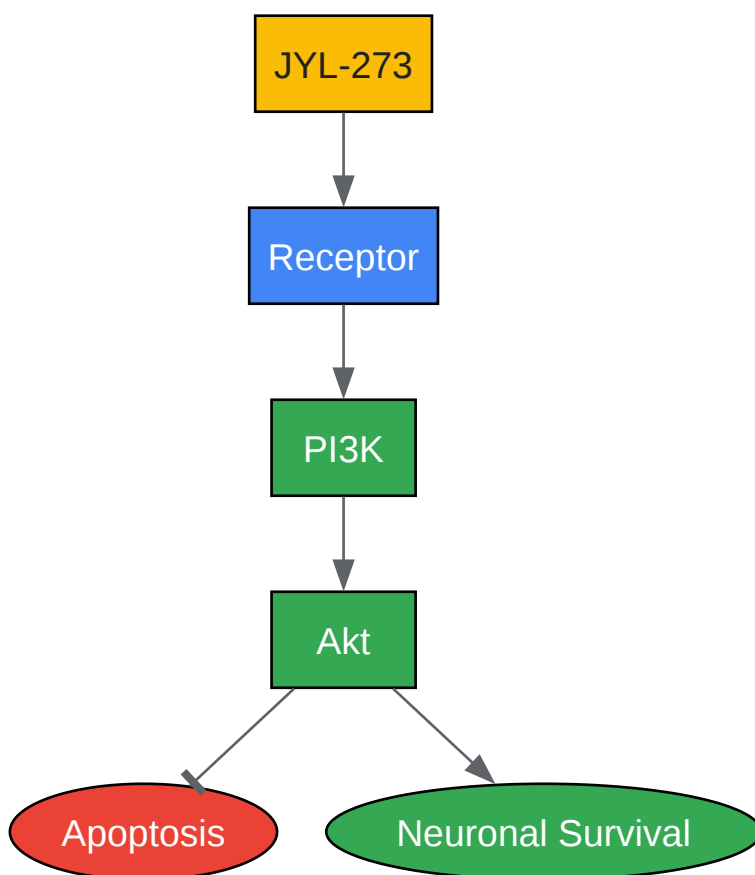 JYL-273
Receptor
PI3K
Akt
Apoptosis
Neuronal Survival